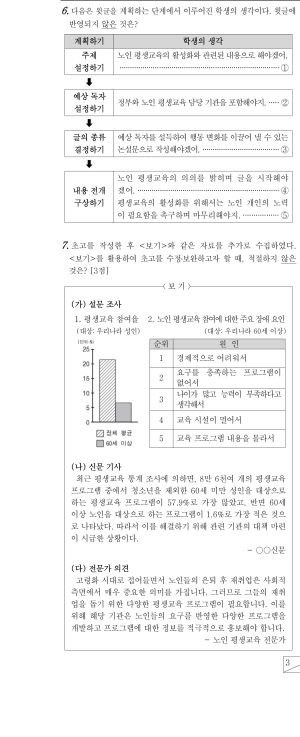 6. 다음은 윗글을 계획하는 단계에서 이루어진 학생의 생각이다. 윗글에
반영되지 않은 것은?
계획하기 학생의 생각
주제
설정하기
노인 평생교육의 활성화와 관련된 내용으로 해야겠어.
①
예상 독자
설정하기
정부와 노인 평생교육 담당 기관을 포함해야지. ②
글의 종류
결정하기
예상 독자를 설득하여 행동 변화를 이끌어 낼 수 있는
논설문으로 작성해야겠어. ③
내용 전개
구상하기
노인 평생교육의 의의를 밝히며 글을 시작해야
겠어. ④
평생교육의 활성화를 위해서는 노인 개인의 노력
이 필요함을 촉구하며 마무리해야지. ⑤
7. 초고를 작성한 후 <보기>와 같은 자료를 추가로 수집하였다.
<보기>를 활용하여 초고를 수정·보완하고자 할 때, 적절하지 않은
것은? [3점]
< 보 기 >
(가) 설문 조사
1. 평생교육 참여율
(대상: 우리나라 성인)
(단위: %)
25
20
15
10
5
0
전체 평균
60세 이상
2. 노인 평생교육 참여에 대한 주요 장애 요인
(대상: 우리나라 60세 이상)
순위 원 인
1 경제적으로 어려워서
2 요구를 충족하는 프로그램이
없어서
3 나이가 많고 능력이 부족하다고
생각해서
4 교육 시설이 멀어서
5 교육 프로그램 내용을 몰라서
(나) 신문 기사
최근 평생교육 통계 조사에 의하면, 8만 6천여 개의 평생교육
프로그램 중에서 청소년을 제외한 60세 미만 성인을 대상으로
하는 평생교육 프로그램이 57.9%로 가장 많았고, 반면 60세
이상 노인을 대상으로 하는 프로그램이 1.6%로 가장 적은 것으
로 나타났다. 따라서 이를 해결하기 위해 관련 기관의 대책 마련
이 시급한 상황이다.
- ○○신문
(다) 전문가 의견
고령화 시대로 접어들면서 노인들의 은퇴 후 재취업은 사회적
측면에서 매우 중요한 의미를 가집니다. 그러므로 그들의 재취
업을 돕기 위한 다양한 평생교육 프로그램이 필요합니다. 이를
위해 해당 기관은 노인들의 요구를 반영한 다양한 프로그램을
개발하고 프로그램에 대한 정보를 적극적으로 홍보해야 합니다.
- 노인 평생교육 전문가
3